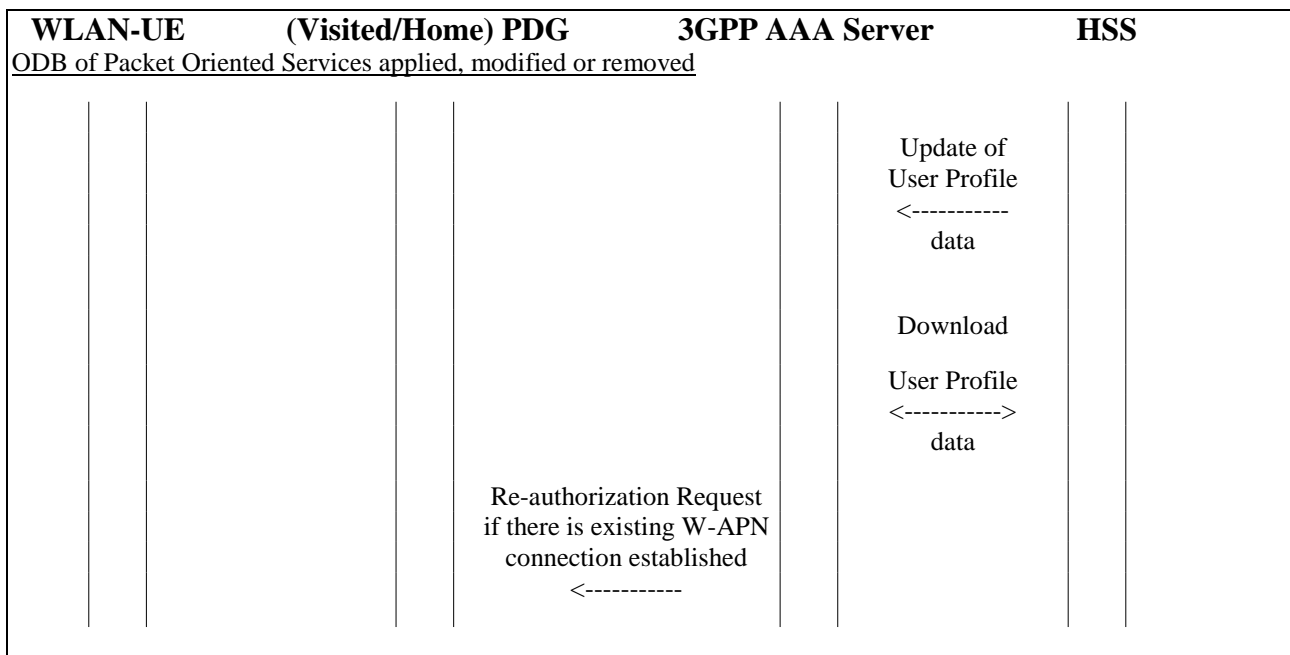 WLAN-UE (Visited/Home) PDG 3GPP AAA Server HSS
ODB of Packet Oriented Services applied, modified or removed
Update of
User Profile
<-----------
data
Download
User Profile
<----------->
data
Re-authorization Request
if there is existing W-APN
connection established
<-----------